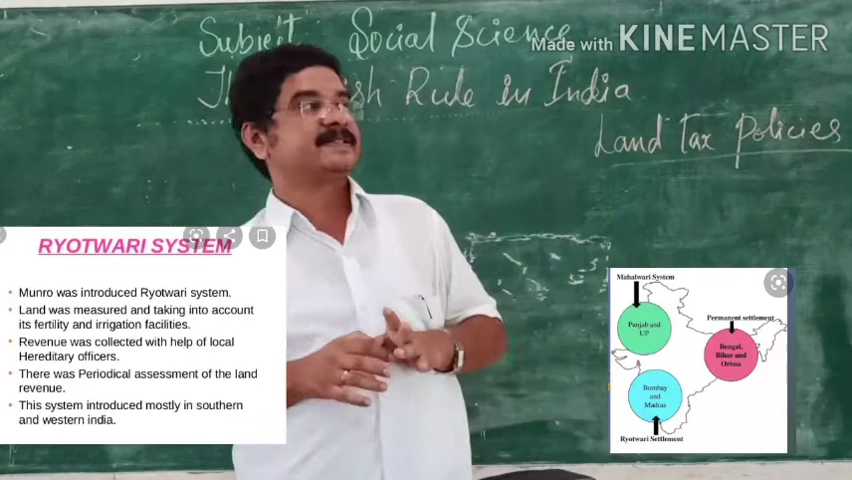 Subject : Social Science
Made with KINEMASTER
Th ish Rule in India
Land Tax Policies
RYOTWARI SYSTEM
• Munro was introduced Ryotwari system.
• Land was measured and taking into account
its fertility and irrigation facilities.
• Revenue was collected with help of local
Hereditary officers.
• There was Periodical assessment of the land
revenue.
• This system introduced mostly in southern
and western india.
Mahalwari System
Punjab and
UP
Permanent settlement
Bengal,
Bihar and
Orissa
Bombay
and
Madras
Ryotwari Settlement